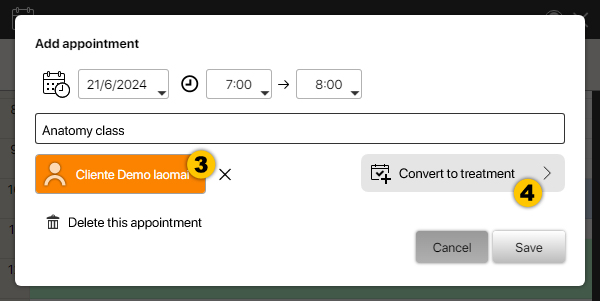 Add appointment
21/6/2024 7:00 → 8:00
Anatomy class
Cliente Demo laomai 3
Convert to treatment 4
Delete this appointment
Cancel Save